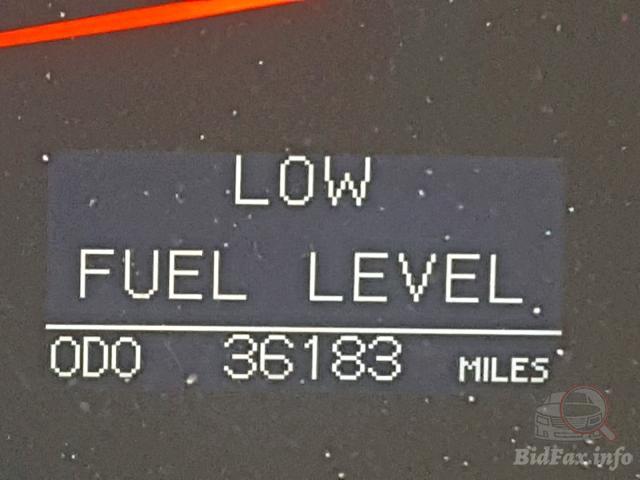 LOW
FUEL LEVEL
ODO 36183 MILES
BidFax.info